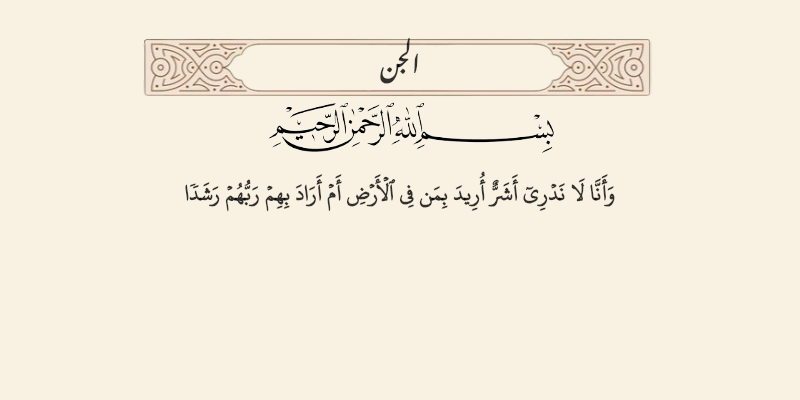 الجن
بِسْمِ ٱللَّهِ ٱلرَّحْمَٰنِ ٱلرَّحِيمِ
وَأَنَّا لَا نَدْرِىٓ أَشَرٌّ أُرِيدَ بِمَن فِى ٱلْأَرْضِ أَمْ أَرَادَ بِهِمْ رَبُّهُمْ رَشَدًا